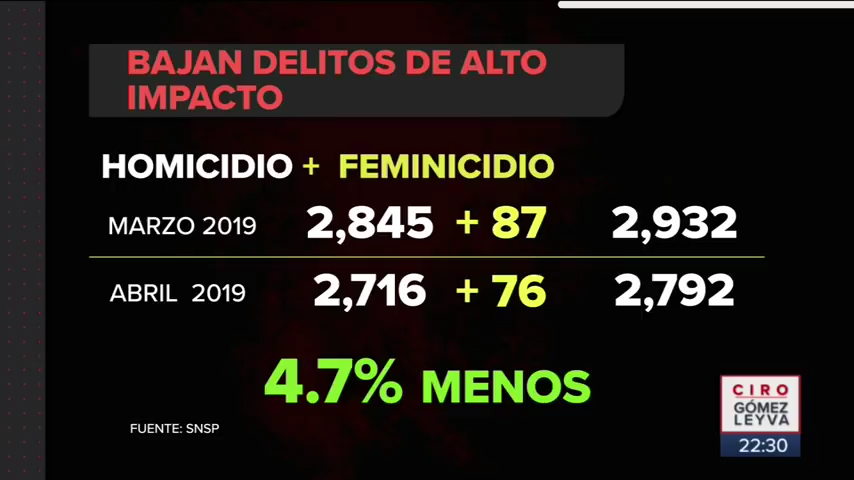 BAJAN DELITOS DE ALTO
IMPACTO
HOMICIDIO + FEMINICIDIO
MARZO 2019 2,845 + 87 2,932
ABRIL 2019 2,716 + 76 2,792
4.7% MENOS
FUENTE: SNSP
CIRO
GÓMEZ
LEYVA
22:30